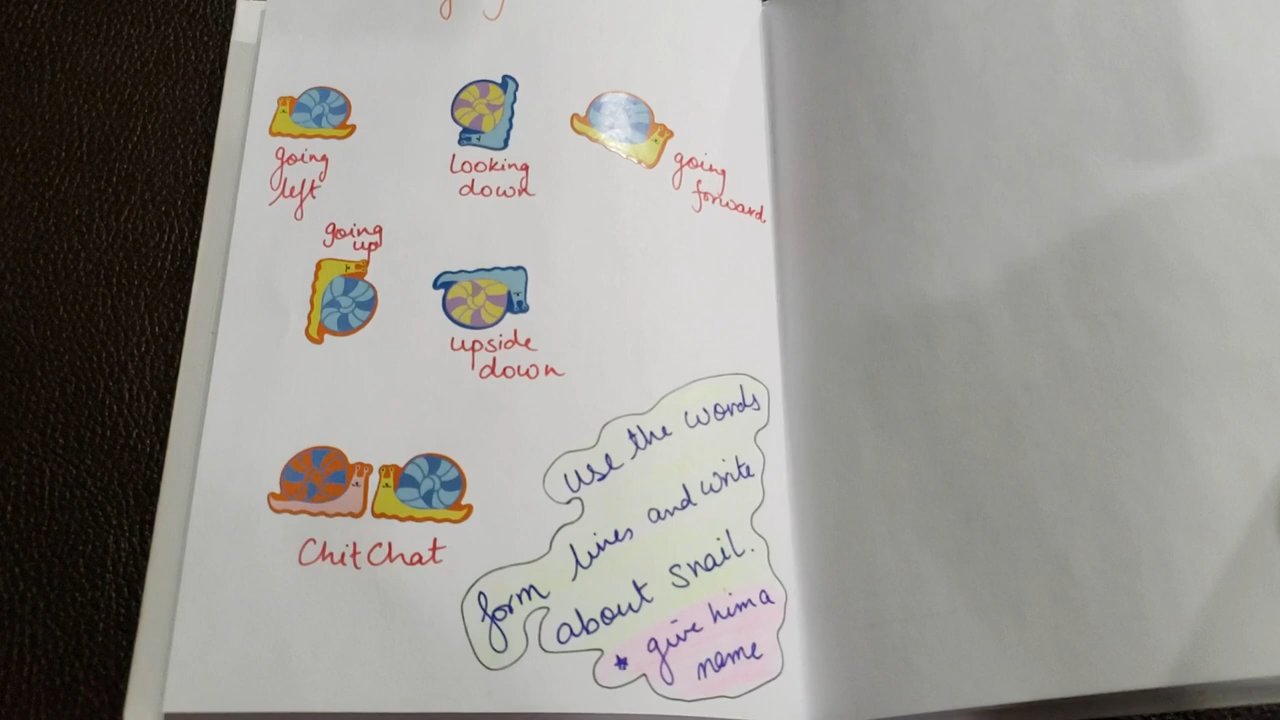 going
left
Looking
down
going
forward
going
up
upside
down
Chit Chat
use the words
form lines and write
about snail.
* give him a
name